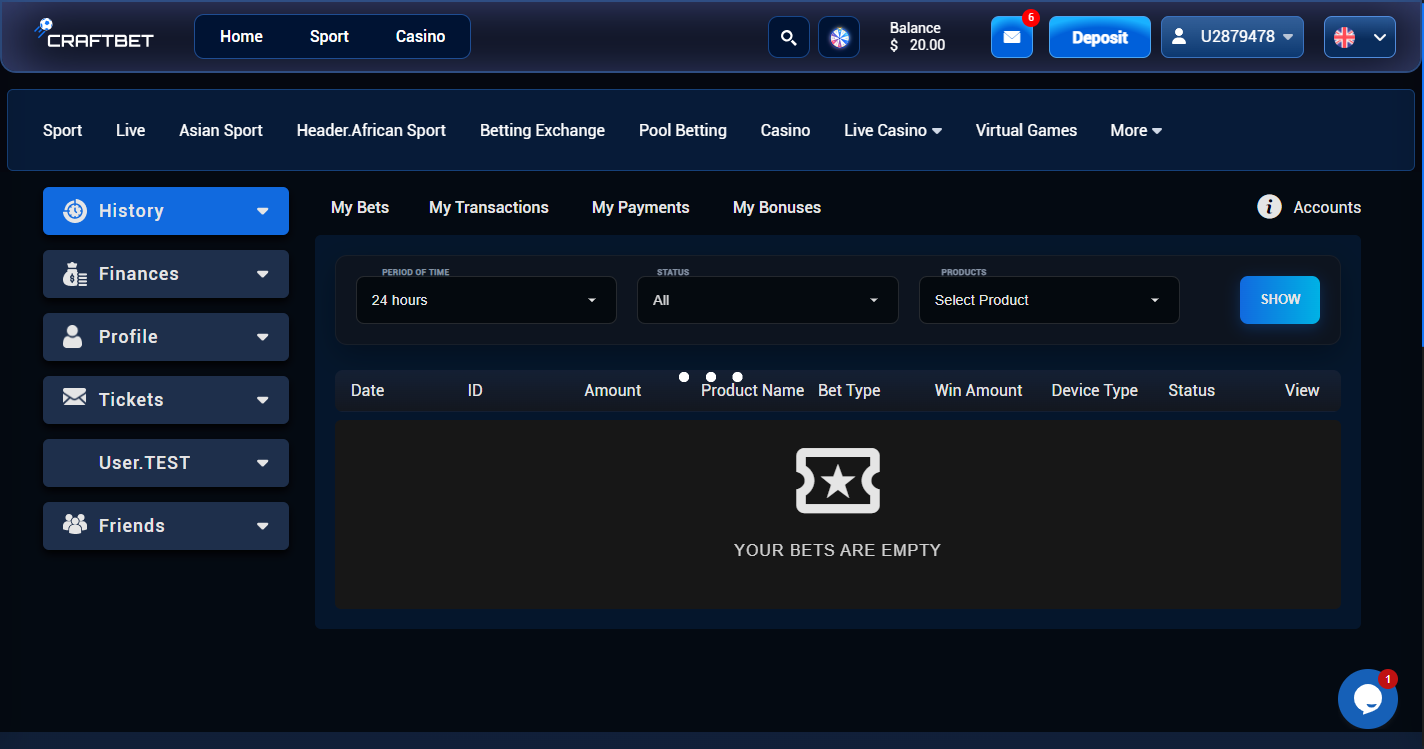 CRAFTBET
Home Sport Casino
Balance
$ 20.00
6
Deposit
U2879478
Sport Live Asian Sport Header.African Sport Betting Exchange Pool Betting Casino Live Casino Virtual Games More
History
Finances
Profile
Tickets
User.TEST
Friends
My Bets My Transactions My Payments My Bonuses
Accounts
PERIOD OF TIME
24 hours
STATUS
All
PRODUCTS
Select Product
SHOW
Date ID Amount Product Name Bet Type Win Amount Device Type Status View
YOUR BETS ARE EMPTY
1